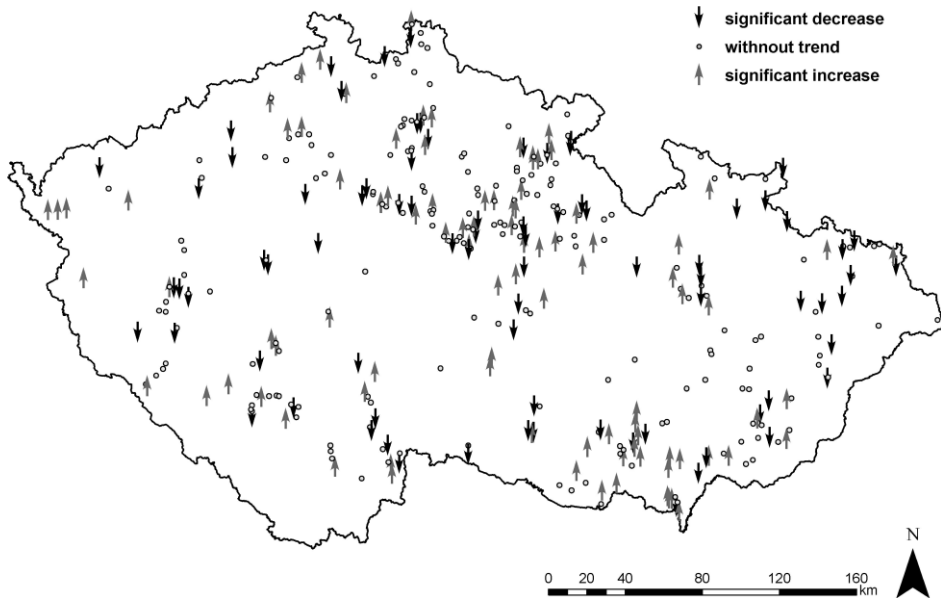 significant decrease
withnout trend
significant increase
N
0 20 40 80 120 160
km